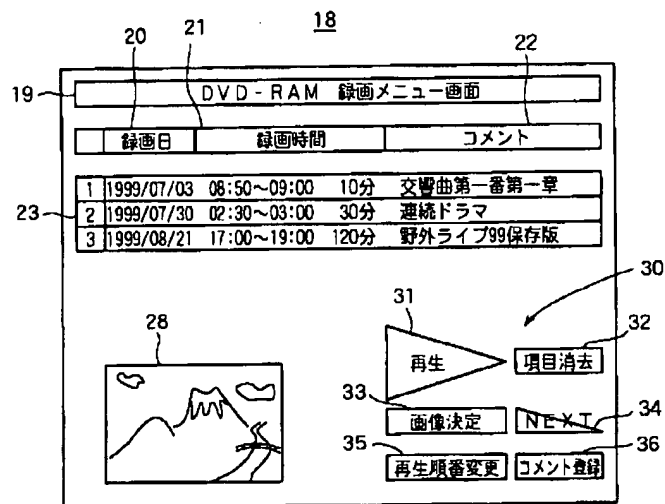 18
20 21 22
19 DVD-RAM 録画メニュー画面
録画日 録画時間 コメント
23
1 1999/07/03 08:50～09:00 10分 交響曲第一番第一章
2 1999/07/30 02:30～03:00 30分 連続ドラマ
3 1999/08/21 17:00～19:00 120分 野外ライブ99保存版
28 31 30
32
再生 項目消去
33 34
画像決定 NEXT
35 36
再生順番変更 コメント登録